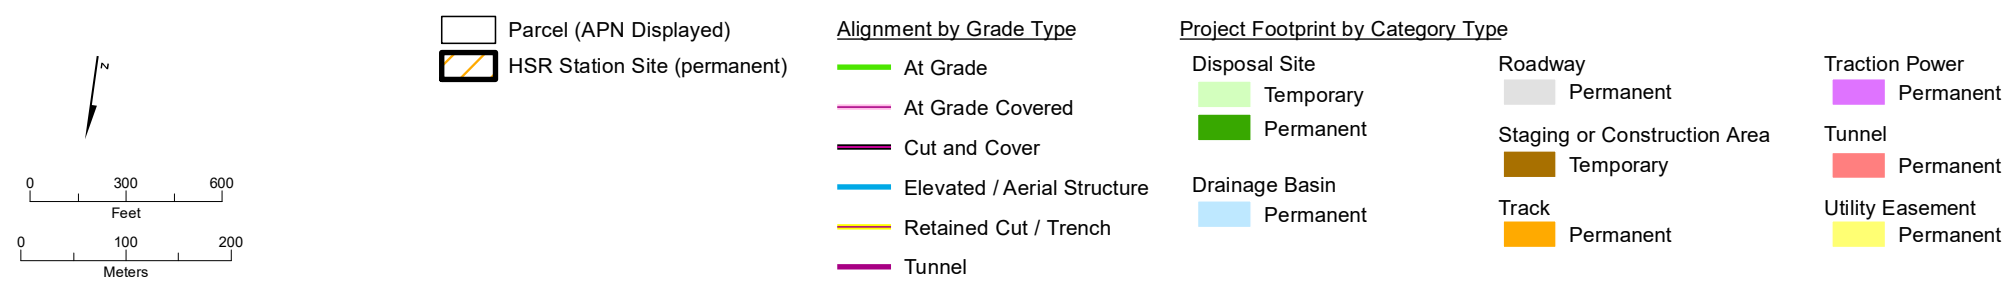 Z
0 300 600
Feet
0 100 200
Meters
Parcel (APN Displayed)
HSR Station Site (permanent)
Alignment by Grade Type
At Grade
At Grade Covered
Cut and Cover
Elevated / Aerial Structure
Retained Cut / Trench
Tunnel
Project Footprint by Category Type
Disposal Site
Temporary
Permanent
Drainage Basin
Permanent
Roadway
Permanent
Staging or Construction Area
Temporary
Track
Permanent
Traction Power
Permanent
Tunnel
Permanent
Utility Easement
Permanent